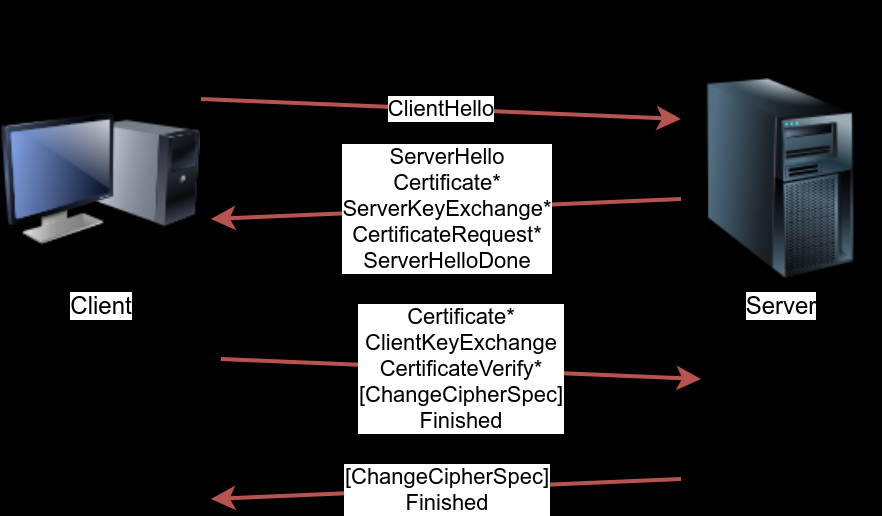 ClientHello
ServerHello
Certificate*
ServerKeyExchange*
CertificateRequest*
ServerHelloDone
Client
Server
Certificate*
ClientKeyExchange
CertificateVerify*
[ChangeCipherSpec]
Finished
[ChangeCipherSpec]
Finished